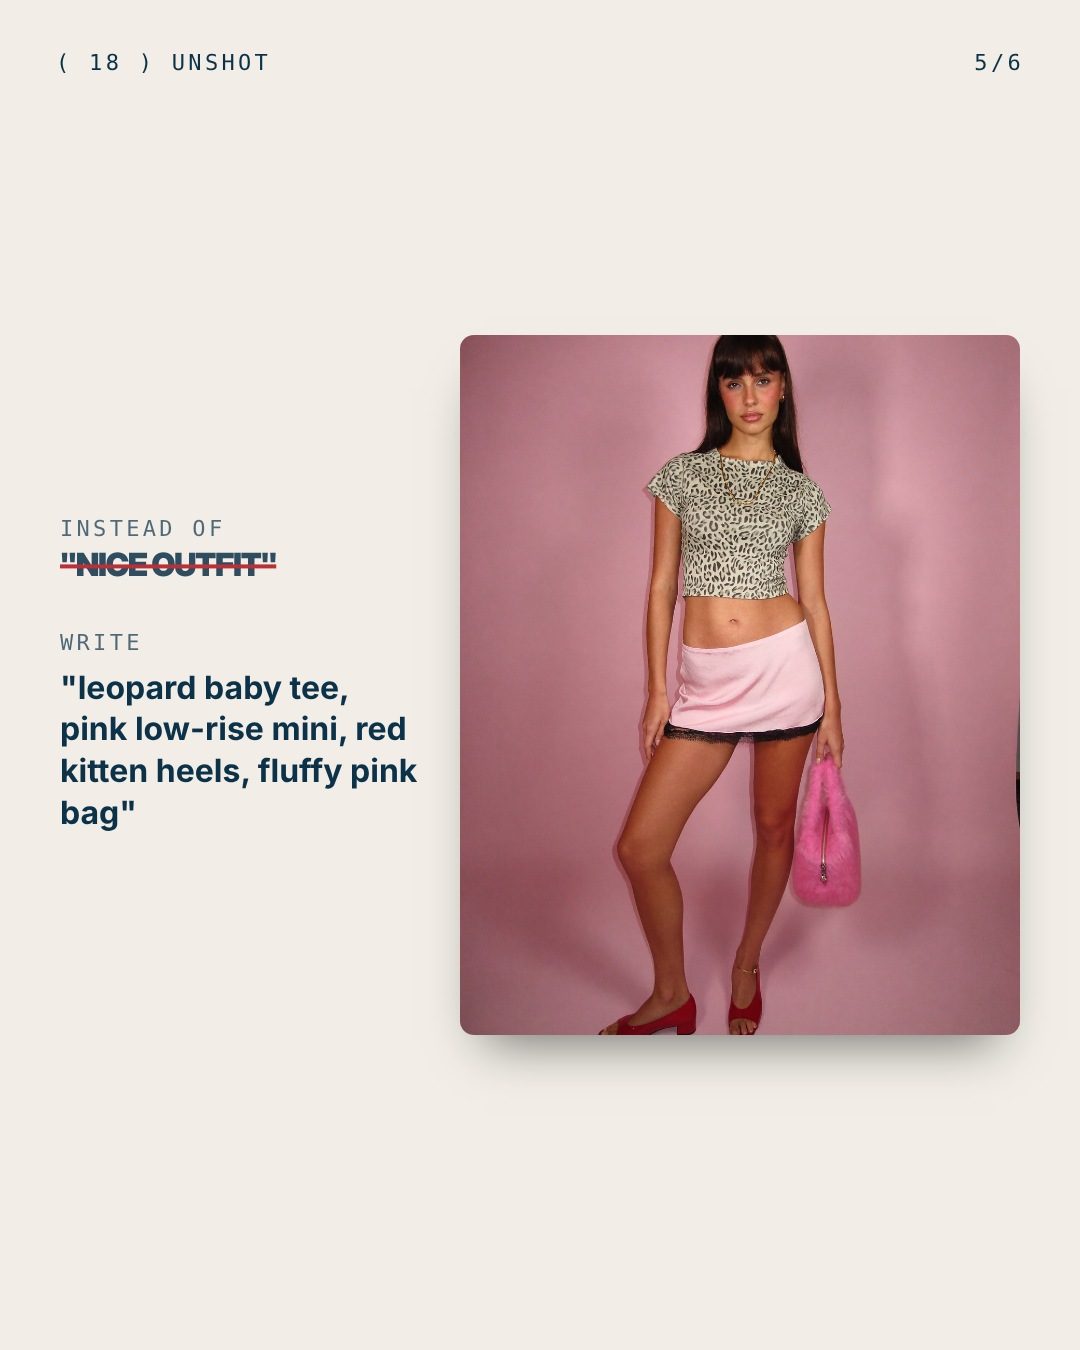 ( 18 ) UNSHOT
5/6
INSTEAD OF
"NICE OUTFIT"
WRITE
"leopard baby tee,
pink low-rise mini, red
kitten heels, fluffy pink
bag"